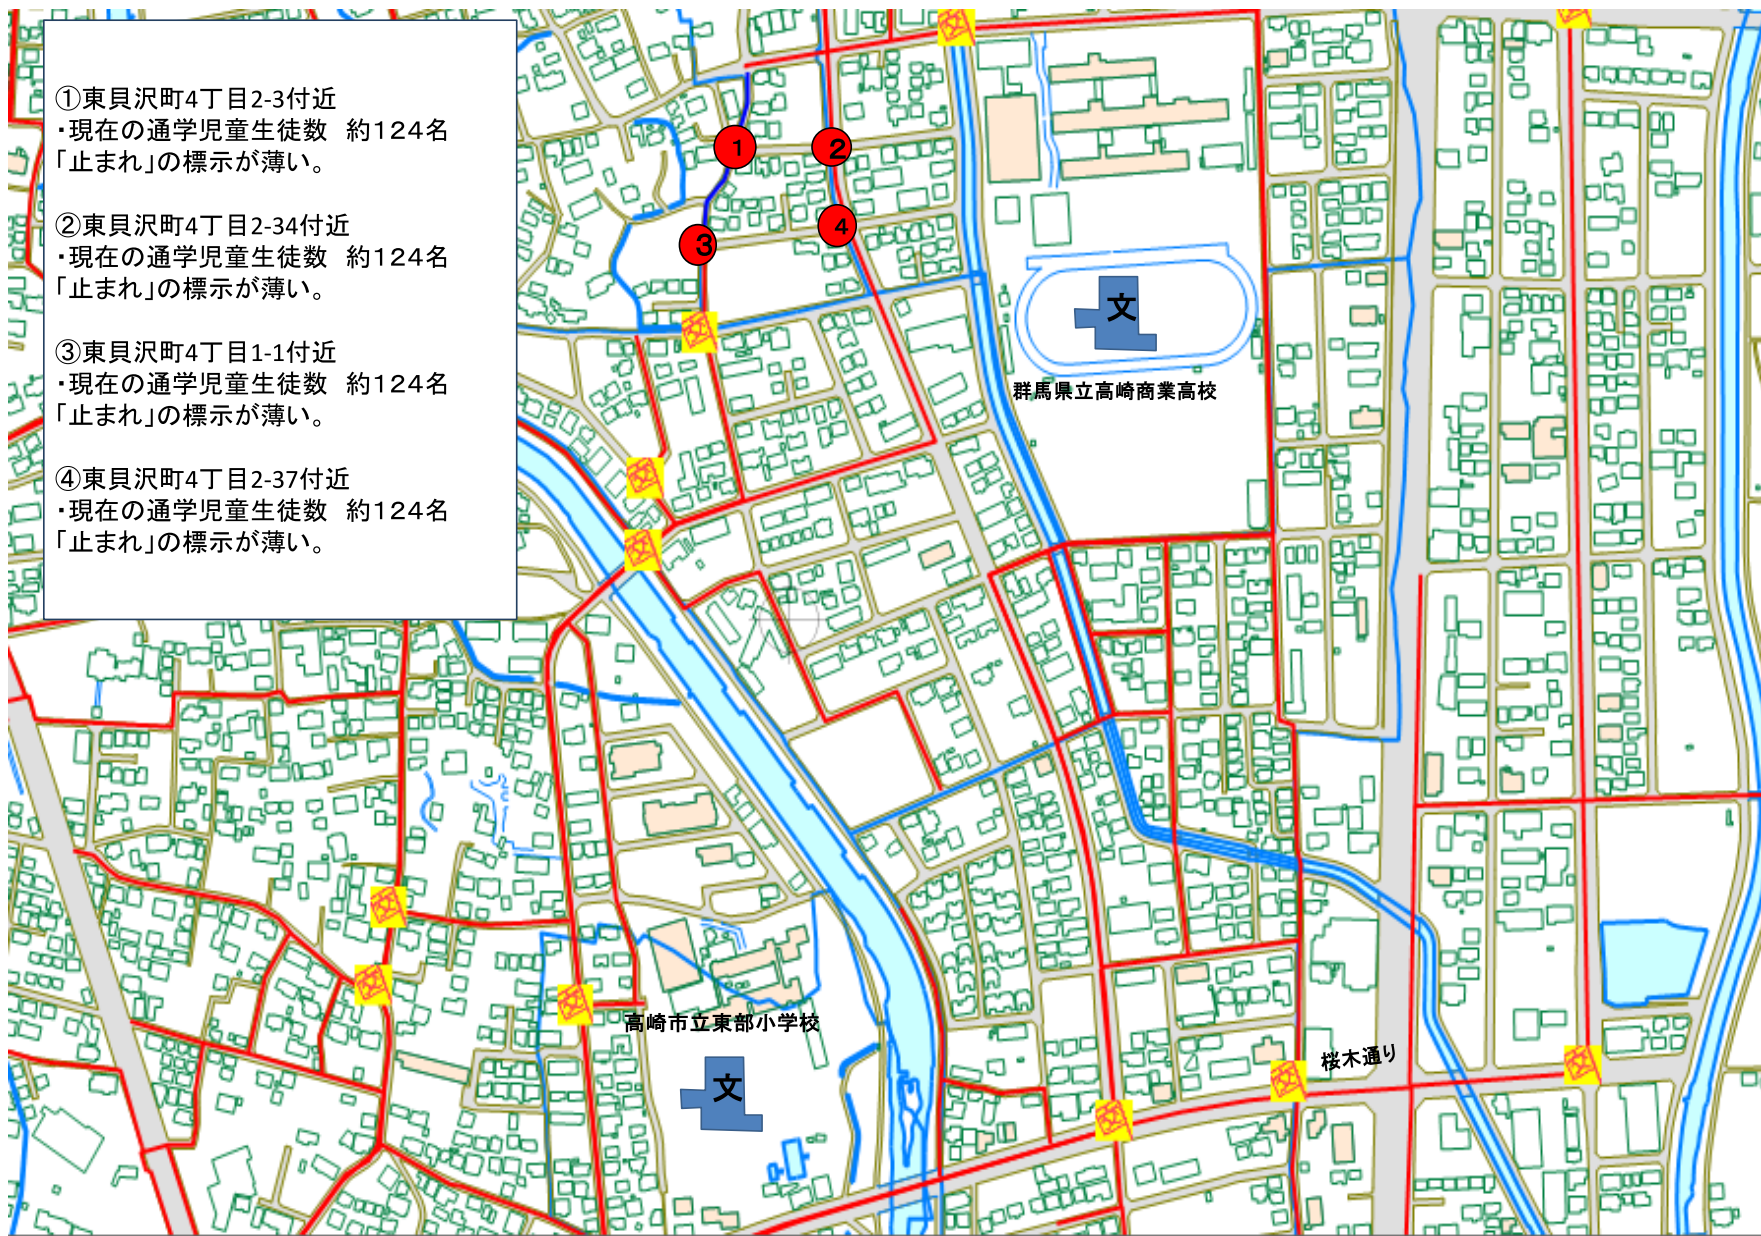 ①東貝沢町4丁目2-3付近
・現在の通学児童生徒数　約124名
「止まれ」の標示が薄い。
②東貝沢町4丁目2-34付近
・現在の通学児童生徒数　約124名
「止まれ」の標示が薄い。
③東貝沢町4丁目1-1付近
・現在の通学児童生徒数　約124名
「止まれ」の標示が薄い。
④東貝沢町4丁目2-37付近
・現在の通学児童生徒数　約124名
「止まれ」の標示が薄い。
1
2
3
4
文
群馬県立高崎商業高校
高崎市立東部小学校
文
桜木通り